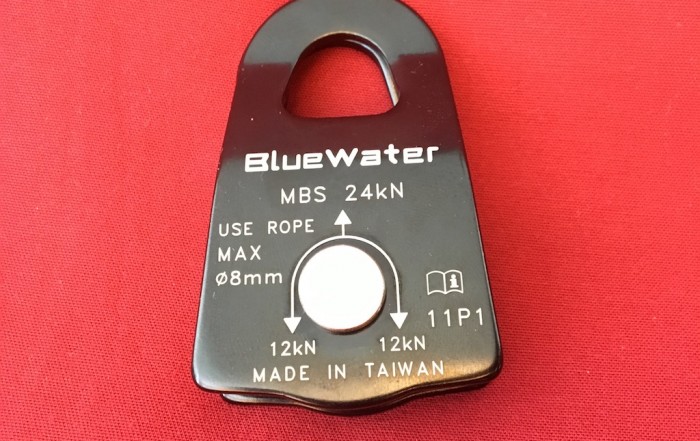 BlueWater
MBS 24kN
USE ROPE
MAX
Ø8mm
11P1
12kN 12kN
MADE IN TAIWAN